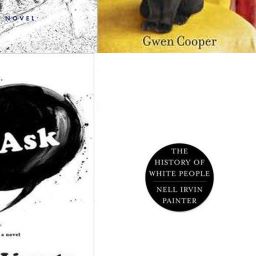 NOVEL
Gwen Cooper
Ask
a novel
THE
HISTORY OF
WHITE PEOPLE
NELL IRVIN
PAINTER